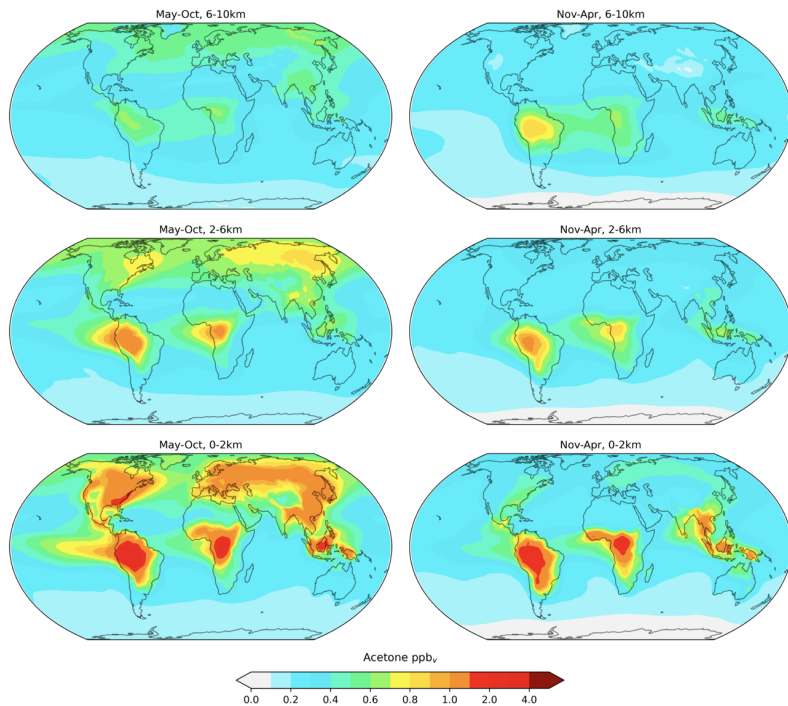 May-Oct, 6-10km
Nov-Apr, 6-10km
May-Oct, 2-6km
Nov-Apr, 2-6km
May-Oct, 0-2km
Nov-Apr, 0-2km
Acetone ppbᵥ
0.0 0.2 0.4 0.6 0.8 1.0 2.0 4.0